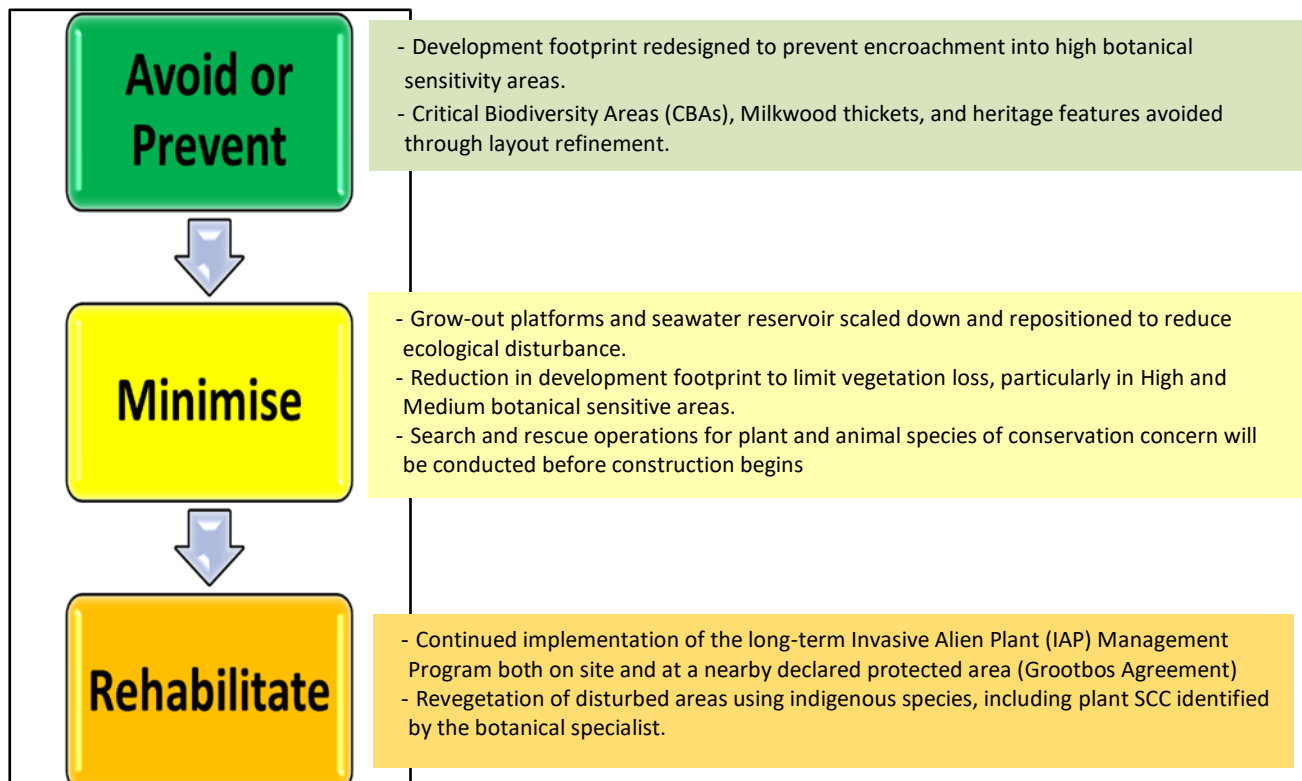 Avoid or
Prevent
- Development footprint redesigned to prevent encroachment into high botanical
sensitivity areas.
- Critical Biodiversity Areas (CBAs), Milkwood thickets, and heritage features avoided
through layout refinement.
Minimise
- Grow-out platforms and seawater reservoir scaled down and repositioned to reduce
ecological disturbance.
- Reduction in development footprint to limit vegetation loss, particularly in High and
Medium botanical sensitive areas.
- Search and rescue operations for plant and animal species of conservation concern will
be conducted before construction begins
Rehabilitate
- Continued implementation of the long-term Invasive Alien Plant (IAP) Management
Program both on site and at a nearby declared protected area (Grootbos Agreement)
- Revegetation of disturbed areas using indigenous species, including plant SCC identified
by the botanical specialist.